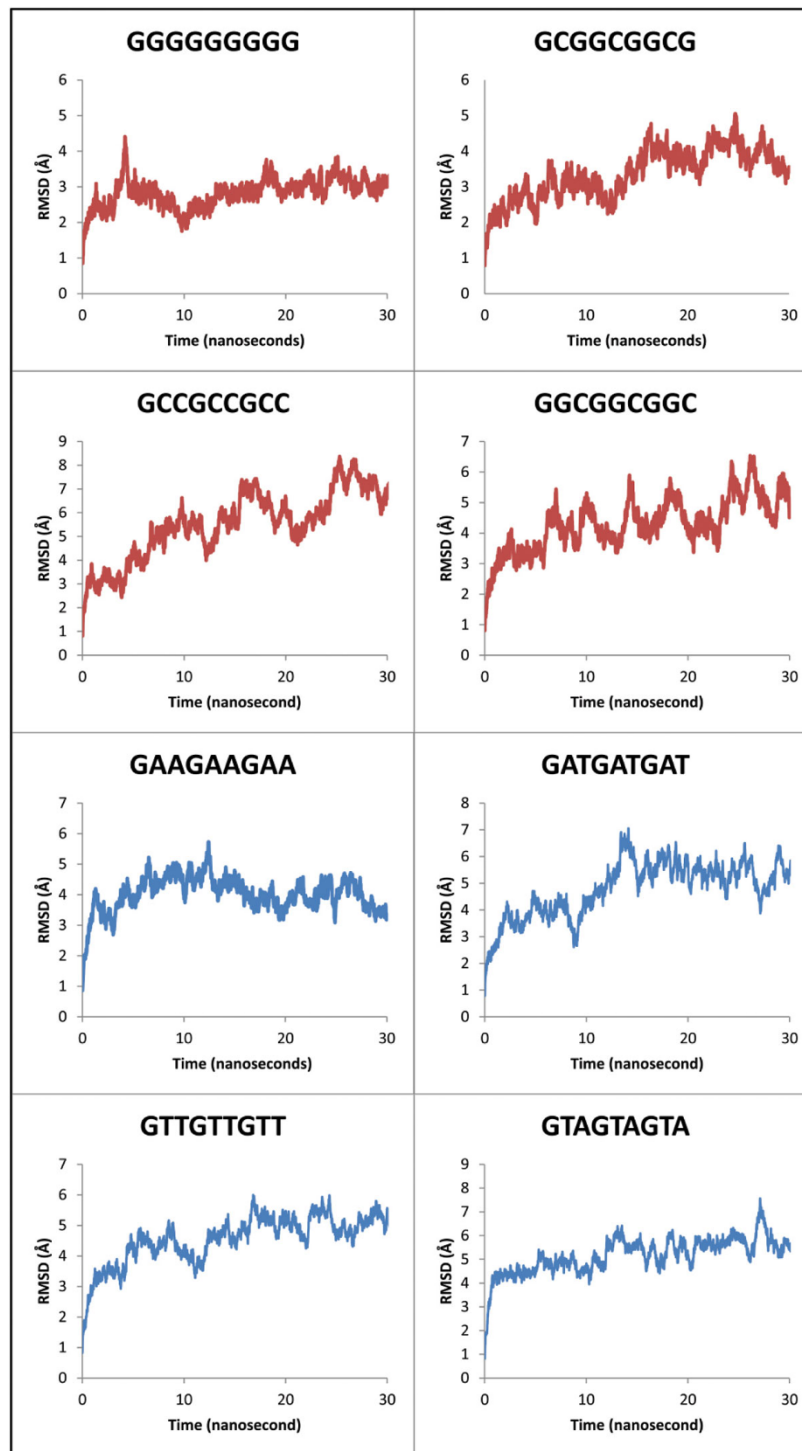 GGGGGGGGG
6
5
4
3
2
1
0
RMSD (Å)
0 10 20 30
Time (nanoseconds)
GCGGCGGCG
6
5
4
3
2
1
0
RMSD (Å)
0 10 20 30
Time (nanoseconds)
GCCGCCGCC
9
8
7
6
5
4
3
2
1
0
RMSD (Å)
0 10 20 30
Time (nanosecond)
GGCGGCGGC
7
6
5
4
3
2
1
0
RMSD (Å)
0 10 20 30
Time (nanosecond)
GAAGAAGAA
7
6
5
4
3
2
1
0
RMSD (Å)
0 10 20 30
Time (nanoseconds)
GATGATGAT
8
7
6
5
4
3
2
1
0
RMSD (Å)
0 10 20 30
Time (nanosecond)
GTTGTTGTT
7
6
5
4
3
2
1
0
RMSD (Å)
0 10 20 30
Time (nanosecond)
GTAGTAGTA
9
8
7
6
5
4
3
2
1
0
RMSD (Å)
0 10 20 30
Time (nanosecond)